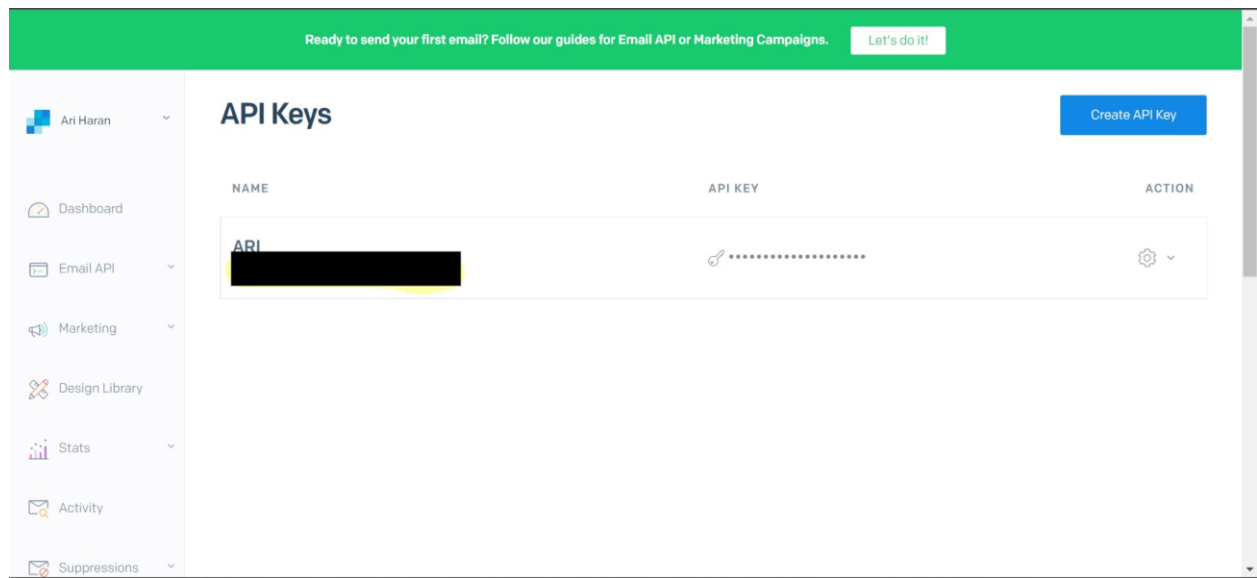 Ready to send your first email? Follow our guides for Email API or Marketing Campaigns. Let's do it!
Ari Haran
API Keys
Create API Key
NAME API KEY ACTION
ARI
••••••••••••••••••••
Dashboard
Email API
Marketing
Design Library
Stats
Activity
Suppressions